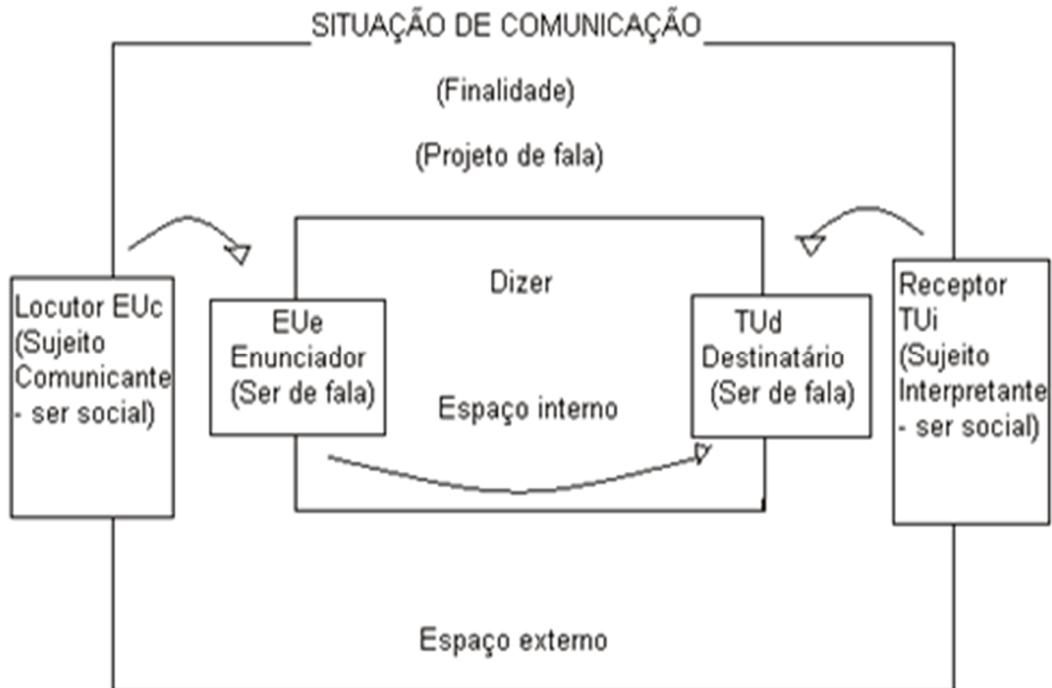 SITUAÇÃO DE COMUNICAÇÃO
(Finalidade)
(Projeto de fala)
Locutor EUc
(Sujeito
Comunicante
- ser social)
EUe
Enunciador
(Ser de fala)
Dizer
Espaço interno
TUd
Destinatário
(Ser de fala)
Receptor
TUi
(Sujeito
Interpretante
- ser social)
Espaço externo